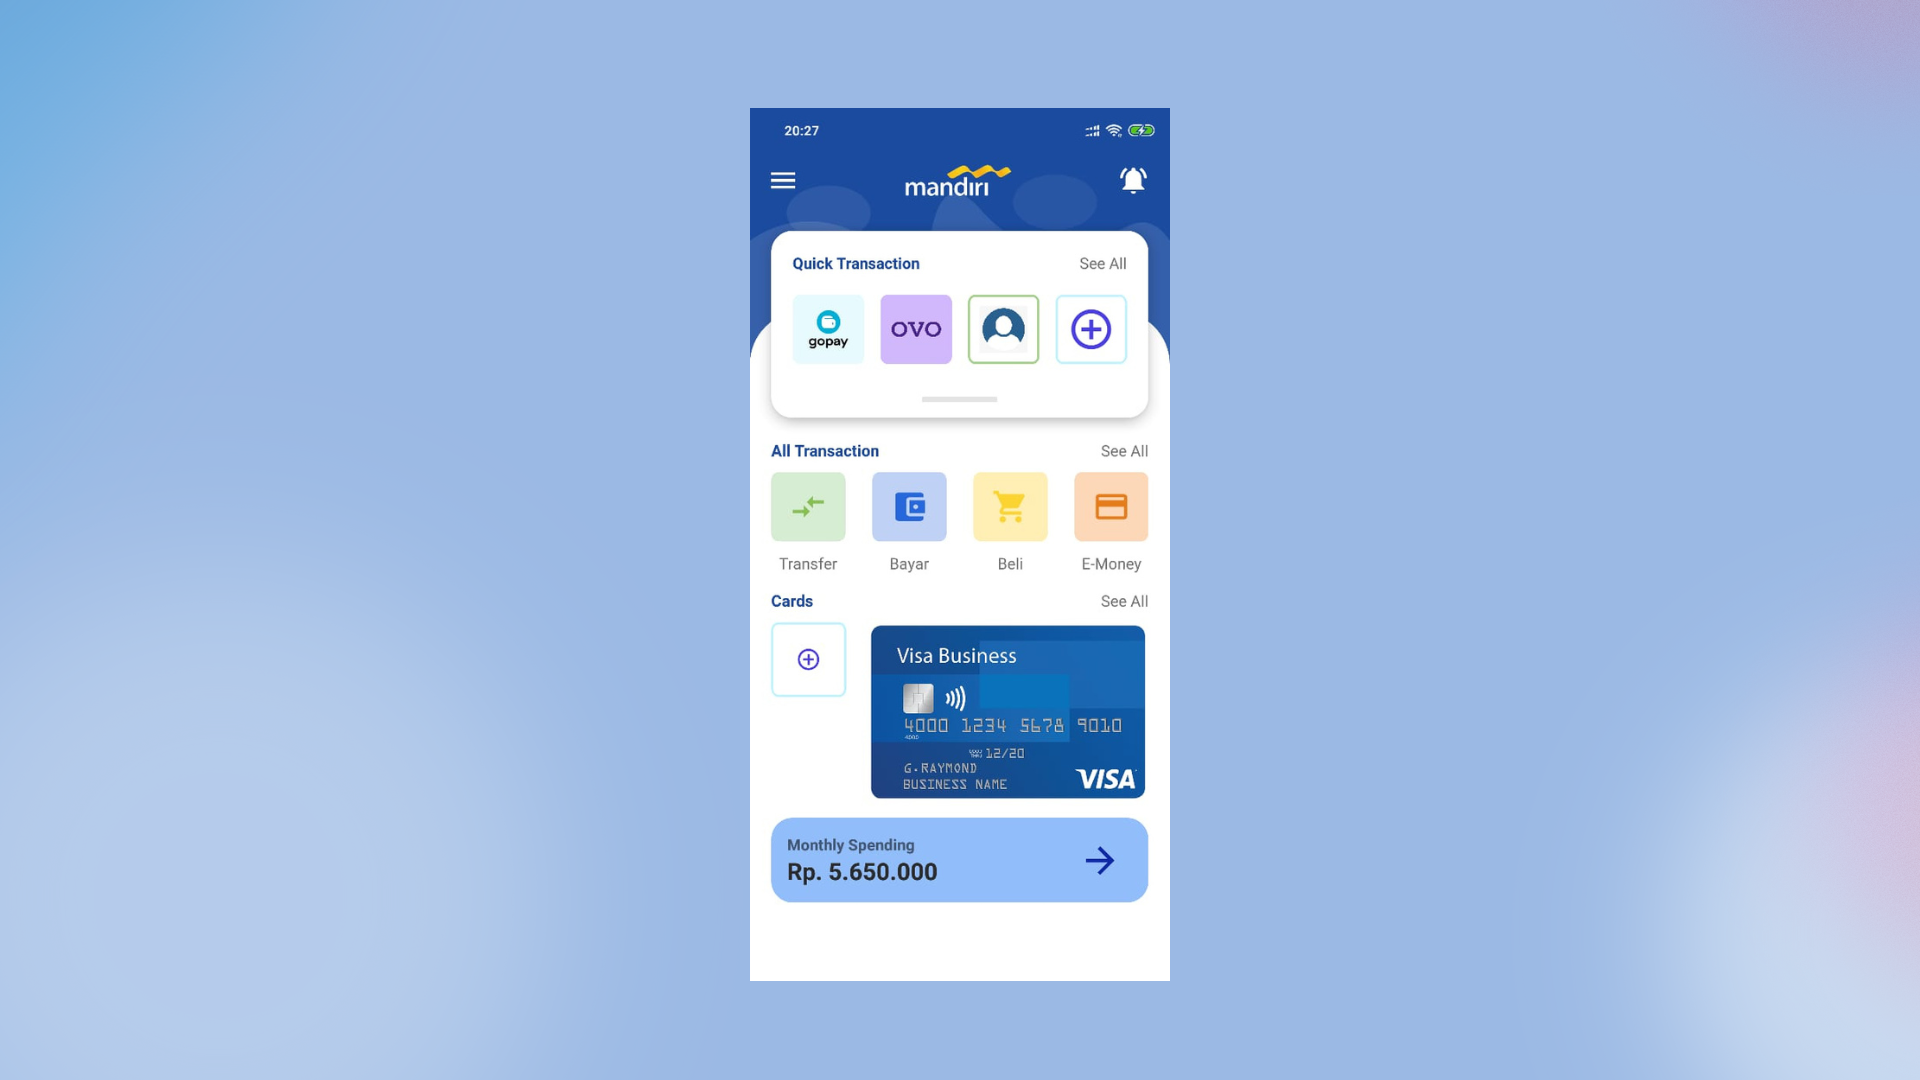 20:27
mandırı
Quick Transaction
See All
gopay
OVO
All Transaction
See All
Transfer
Bayar
Beli
E-Money
Cards
See All
Visa Business
4000 1234 5678 9010
4000
12/20
G.RAYMOND
BUSINESS NAME
VISA
Monthly Spending
Rp. 5.650.000